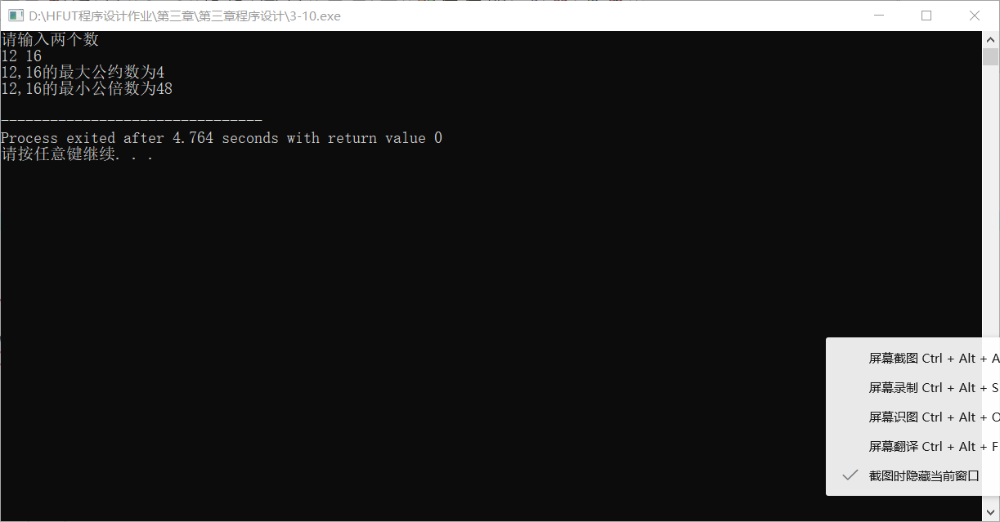 D:\HFUT程序设计作业\第三章\第三章程序设计\3-10.exe
请输入两个数
12 16
12,16的最大公约数为4
12,16的最小公倍数为48
--------------------------------
Process exited after 4.764 seconds with return value 0
请按任意键继续. . .
屏幕截图 Ctrl + Alt + A
屏幕录制 Ctrl + Alt + S
屏幕识图 Ctrl + Alt + O
屏幕翻译 Ctrl + Alt + F
截图时隐藏当前窗口